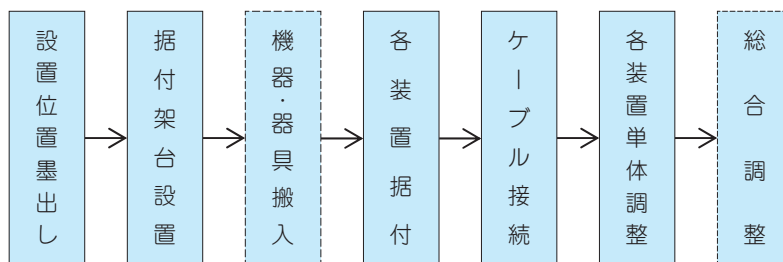 設置位置墨出し
据付架台設置
機器・器具搬入
各装置据付
ケーブル接続
各装置単体調整
総合調整